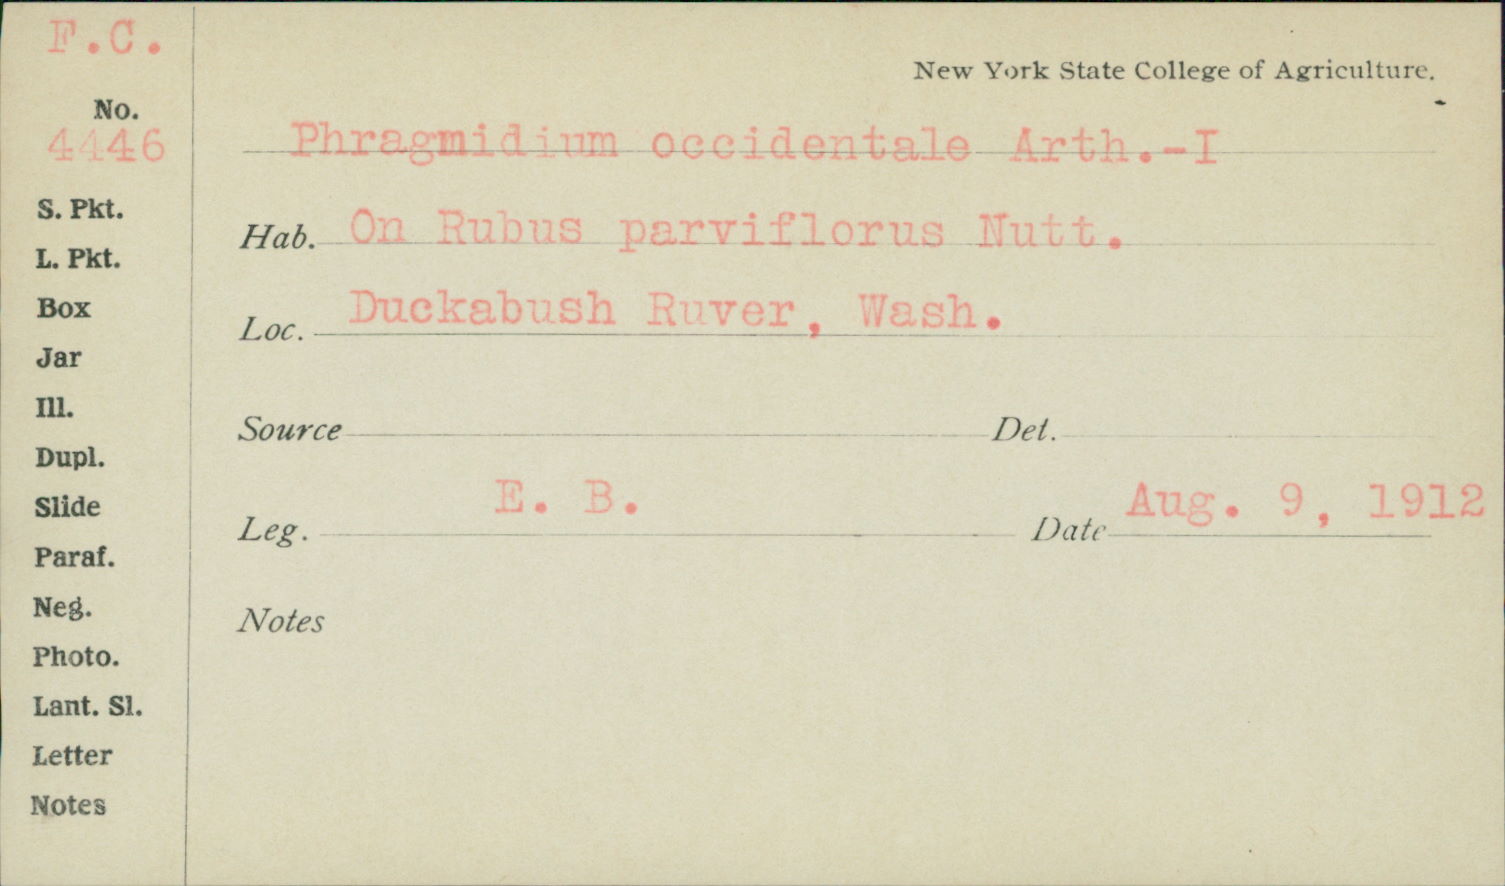 F.C.
New York State College of Agriculture.
No.
4446
Phragmidium occidentale Arth.-I
S. Pkt.
Hab. On Rubus parviflorus Nutt.
L. Pkt.
Box
Loc. Duckabush Ruver, Wash.
Jar
Ill.
Source Det.
Dupl.
Slide
Leg. E. B. Date Aug. 9, 1912
Paraf.
Neg.
Notes
Photo.
Lant. Sl.
Letter
Notes